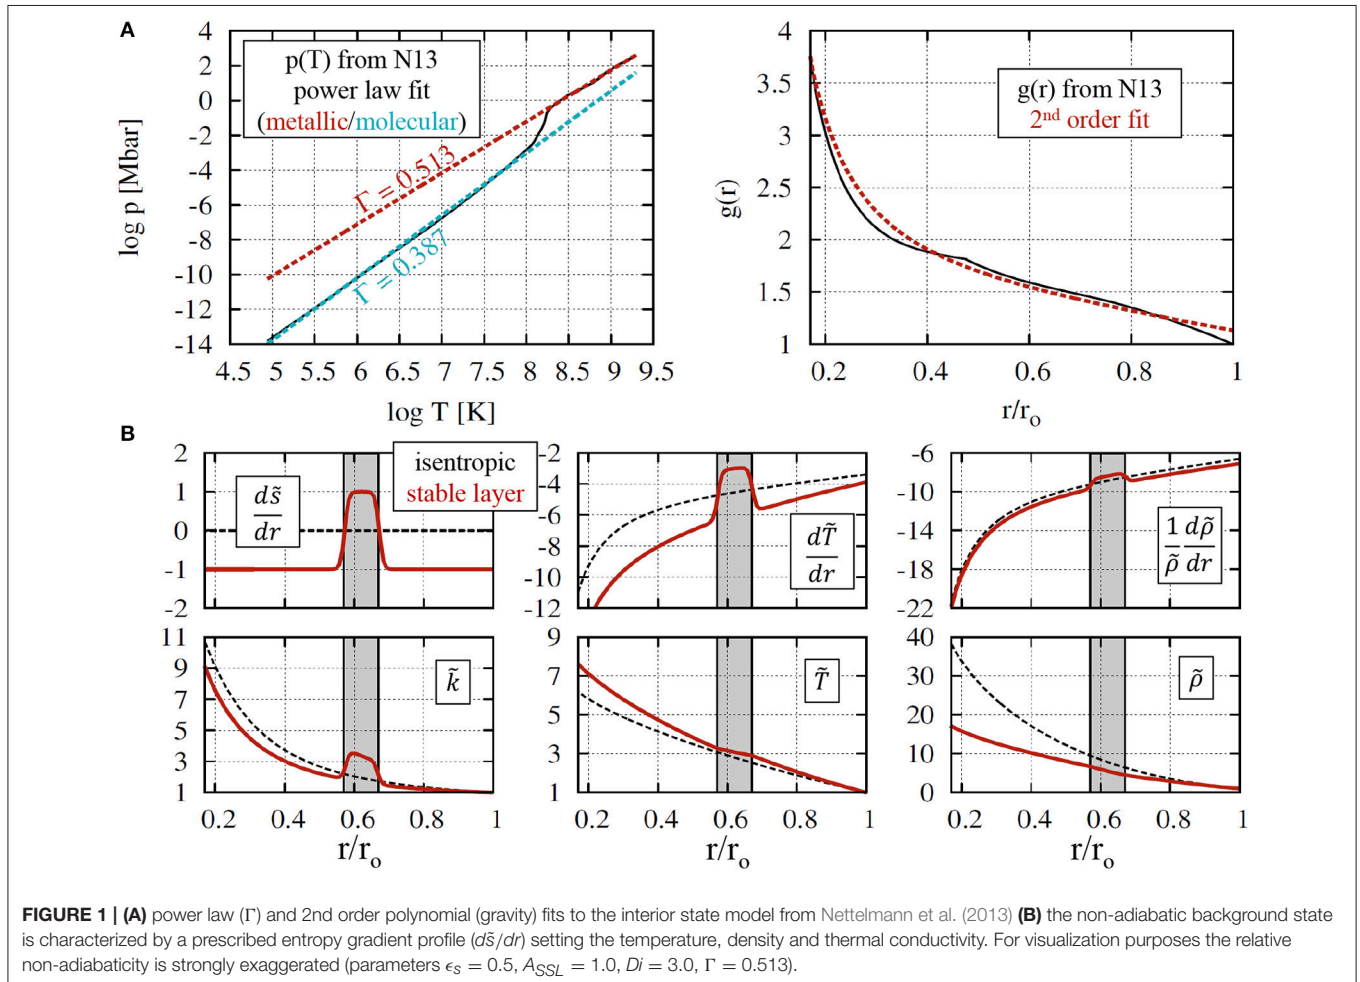 A
4
2
0
-2
-4
-6
-8
-10
-12
-14
log p [Mbar]
p(T) from N13
power law fit
(metallic/molecular)
Γ = 0.513
Γ = 0.387
4.5 5 5.5 6 6.5 7 7.5 8 8.5 9 9.5
log T [K]
4
3.5
3
2.5
2
1.5
1
g(r)
g(r) from N13
2nd order fit
0.2 0.4 0.6 0.8 1
r/ro
B
2
1
0
-1
-2
ds̃/dr
isentropic
stable layer
-2
-4
-6
-8
-10
-12
dT̃/dr
-6
-10
-14
-18
-22
1/ρ̃ dρ̃/dr
11
9
7
5
3
1
k̃
0.2 0.4 0.6 0.8 1
r/ro
9
7
5
3
1
T̃
0.2 0.4 0.6 0.8 1
r/ro
40
30
20
10
0
ρ̃
0.2 0.4 0.6 0.8 1
r/ro
FIGURE 1 | (A) power law (Γ) and 2nd order polynomial (gravity) fits to the interior state model from Nettelmann et al. (2013) (B) the non-adiabatic background state
is characterized by a prescribed entropy gradient profile (ds̃/dr) setting the temperature, density and thermal conductivity. For visualization purposes the relative
non-adiabaticity is strongly exaggerated (parameters ϵs = 0.5, ASSL = 1.0, Di = 3.0, Γ = 0.513).